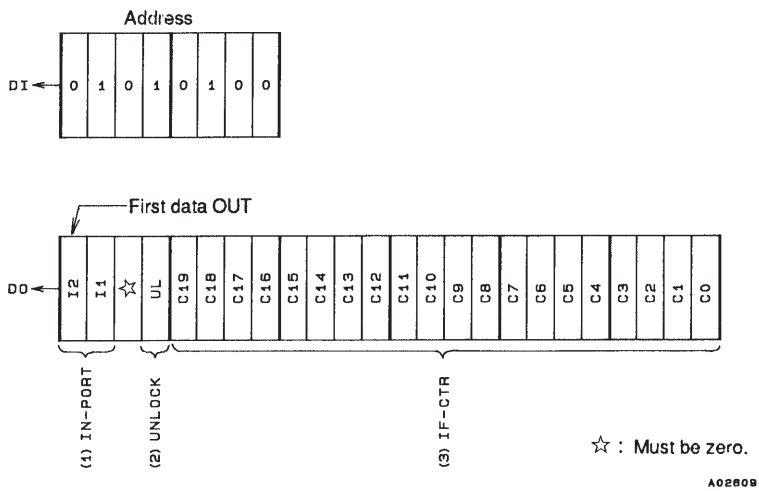 Address
DI 0 1 0 1 0 1 0 0
First data OUT
DO I2 I1 ☆ UL C19 C18 C17 C16 C15 C14 C13 C12 C11 C10 C9 C8 C7 C6 C5 C4 C3 C2 C1 C0
(1) IN-PORT
(2) UNLOCK
(3) IF-CTR
☆ : Must be zero.
A02609